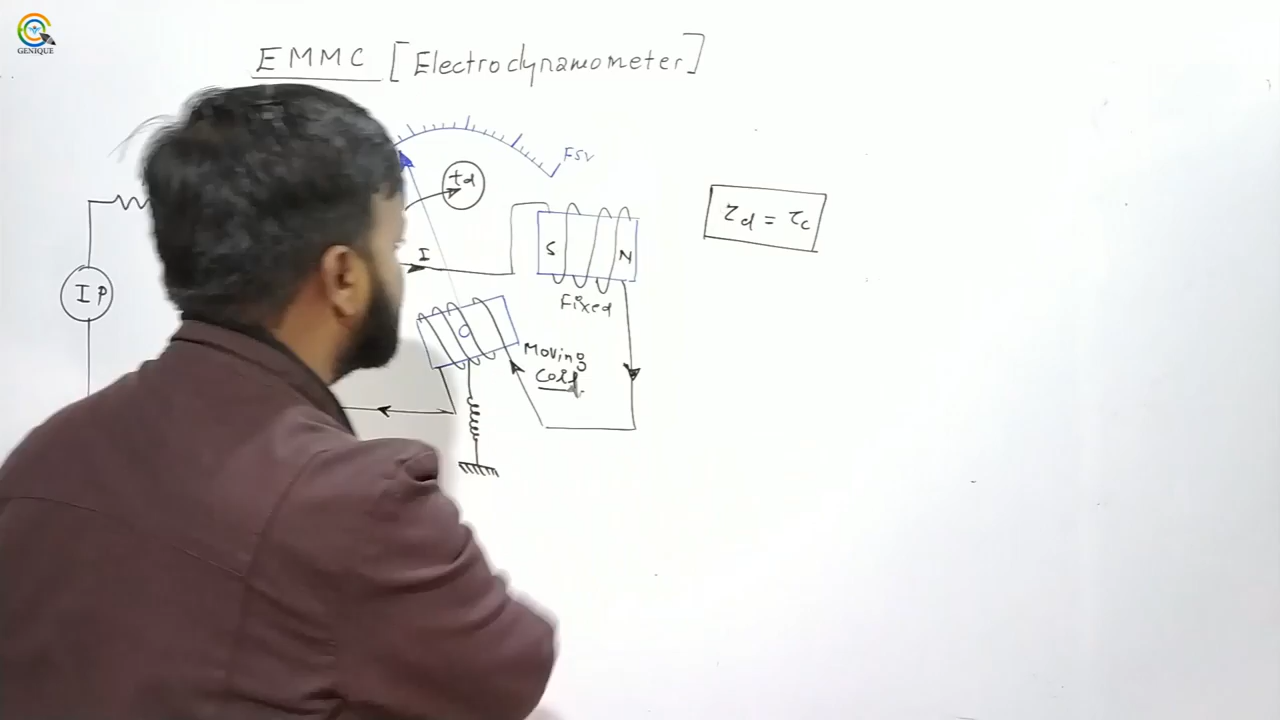 GENIQUE
EMMC [Electrodynamometer]
FSV
td
I
S
N
Fixed
IP
Moving
Coil.
τd = τc